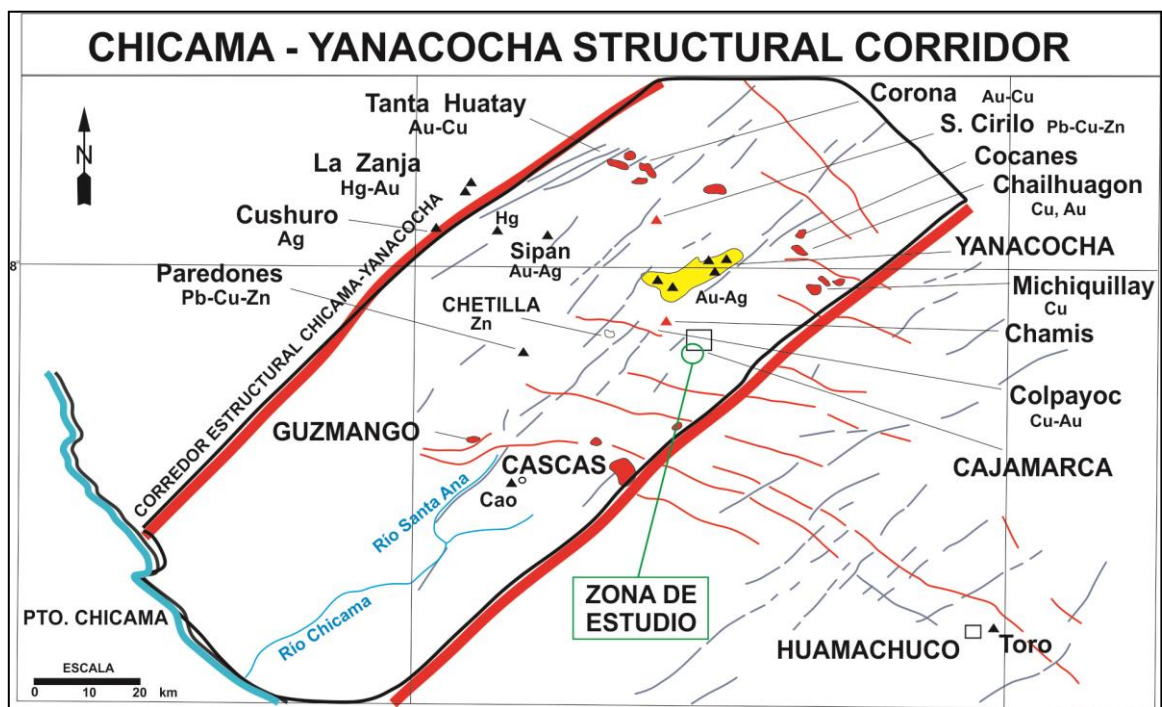 CHICAMA - YANACOCHA STRUCTURAL CORRIDOR
N
Tanta Huatay
Au-Cu
La Zanja
Hg-Au
Cushuro
Ag
8°
Paredones
Pb-Cu-Zn
Hg
Sipan
Au-Ag
CHETILLA
Zn
CORREDOR ESTRUCTURAL CHICAMA-YANACOCHA
Corona Au-Cu
S. Cirilo Pb-Cu-Zn
Cocanes
Chailhuagon
Cu, Au
YANACOCHA
Au-Ag
Michiquillay
Cu
Chamis
Colpayoc
Cu-Au
CAJAMARCA
GUZMANGO
CASCAS
Cao
Río Santa Ana
Río Chicama
PTO. CHICAMA
ZONA DE
ESTUDIO
HUAMACHUCO
Toro
ESCALA
0 10 20 km